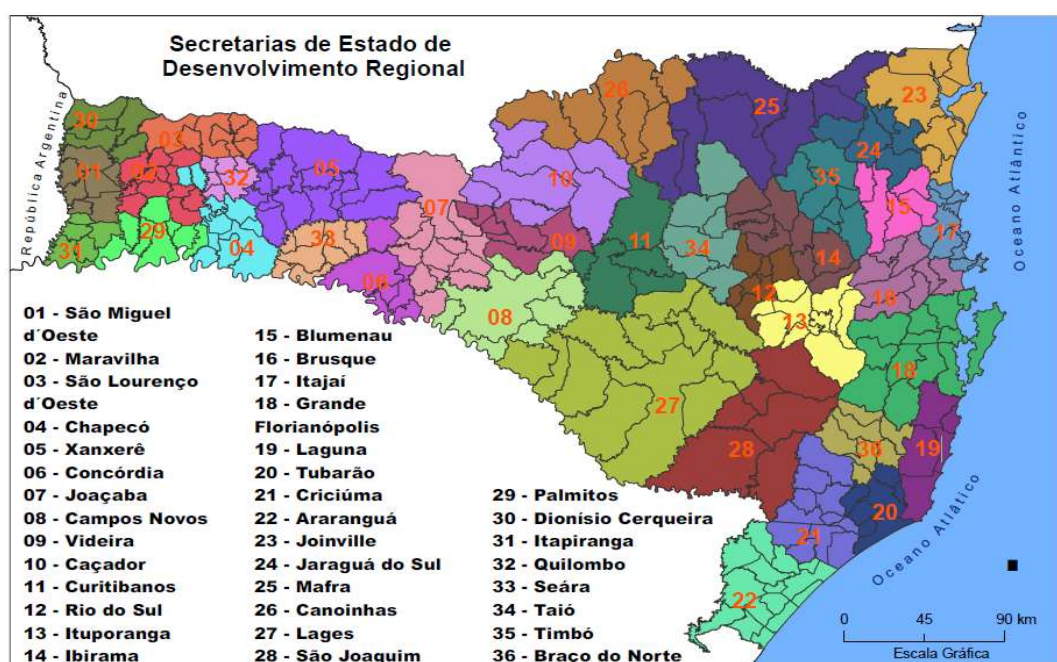 Secretarias de Estado de
Desenvolvimento Regional
República Argentina
Oceano Atlântico
Oceano Atlâtico
30
01
31
03
02
32
29
04
05
33
06
07
26
10
09
08
11
25
34
12
13
14
35
24
23
15
17
16
18
27
28
36
19
20
21
22
01 - São Miguel
d´Oeste
02 - Maravilha
03 - São Lourenço
d’Oeste
04 - Chapecó
05 - Xanxerê
06 - Concórdia
07 - Joaçaba
08 - Campos Novos
09 - Videira
10 - Caçador
11 - Curitibanos
12 - Rio do Sul
13 - Ituporanga
14 - Ibirama
15 - Blumenau
16 - Brusque
17 - Itajaí
18 - Grande
Florianópolis
19 - Laguna
20 - Tubarão
21 - Criciúma
22 - Araranguá
23 - Joinville
24 - Jaraguá do Sul
25 - Mafra
26 - Canoinhas
27 - Lages
28 - São Joaquim
29 - Palmitos
30 - Dionísio Cerqueira
31 - Itapiranga
32 - Quilombo
33 - Seára
34 - Taió
35 - Timbó
36 - Braço do Norte
0 45 90 km
Escala Gráfica